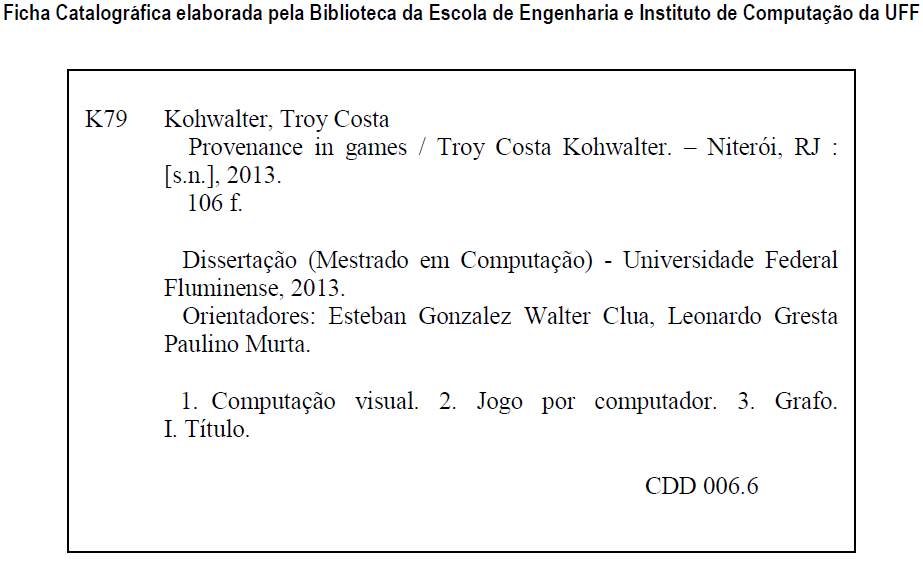 Ficha Catalográfica elaborada pela Biblioteca da Escola de Engenharia e Instituto de Computação da UFF
K79 Kohwalter, Troy Costa
Provenance in games / Troy Costa Kohwalter. – Niterói, RJ :
[s.n.], 2013.
106 f.
Dissertação (Mestrado em Computação) - Universidade Federal
Fluminense, 2013.
Orientadores: Esteban Gonzalez Walter Clua, Leonardo Gresta
Paulino Murta.
1. Computação visual. 2. Jogo por computador. 3. Grafo.
I. Título.
CDD 006.6